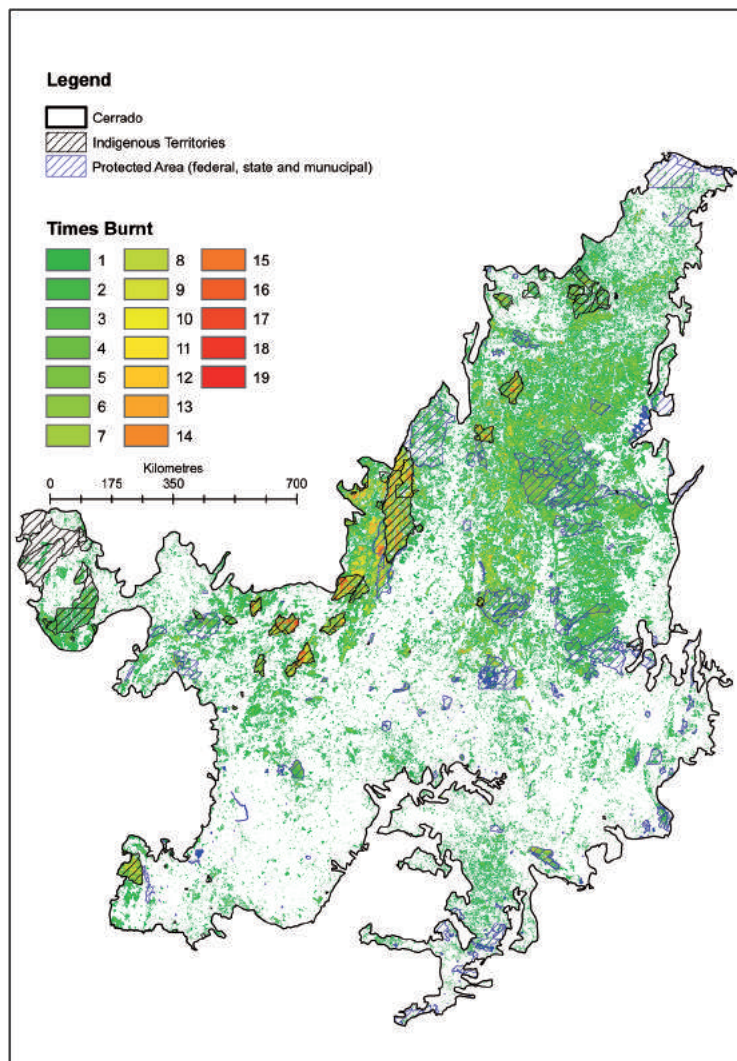 Legend
Cerrado
Indigenous Territories
Protected Area (federal, state and munucipal)
Times Burnt
1 8 15
2 9 16
3 10 17
4 11 18
5 12 19
6 13
7 14
Kilometres
0 175 350 700